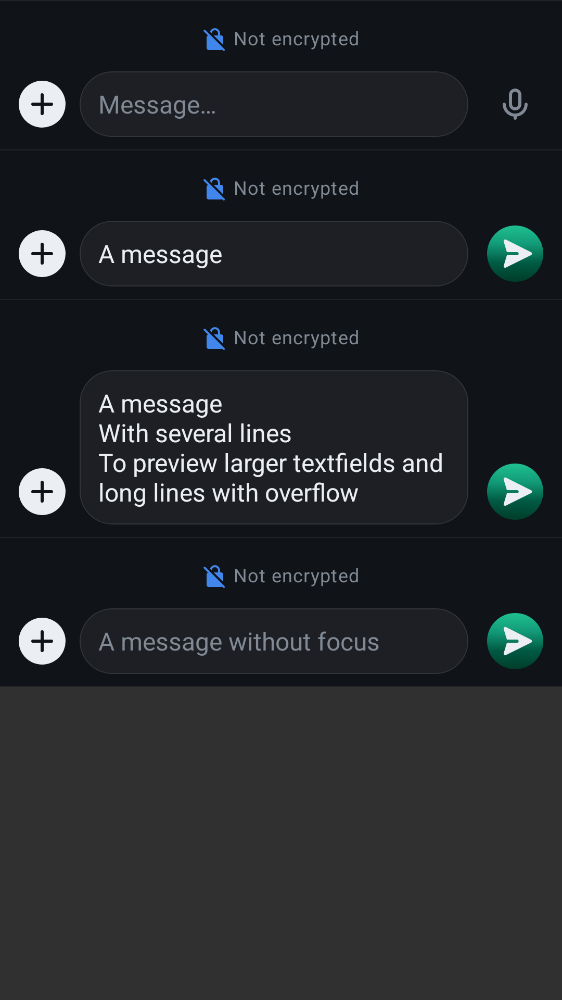 Not encrypted
Message…
Not encrypted
A message
Not encrypted
A message
With several lines
To preview larger textfields and
long lines with overflow
Not encrypted
A message without focus